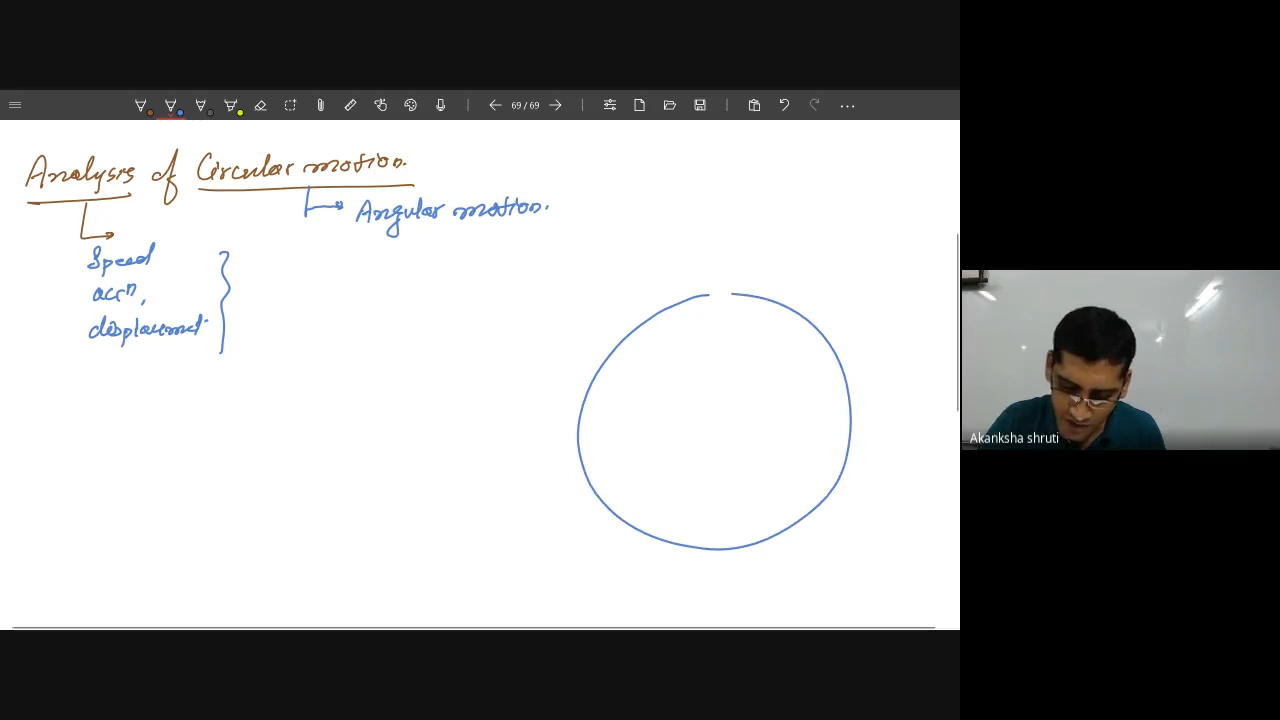 69 / 69
Analysis of Circular motion.
Angular motion.
Speed
accⁿ,
displacement.
Akanksha shruti